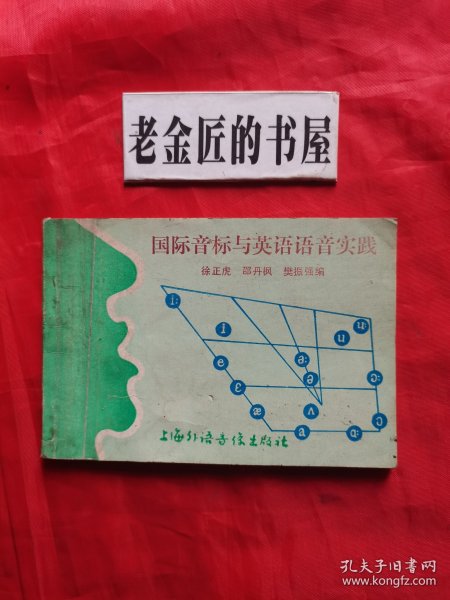 老金匠的书屋
国际音标与英语语音实践
徐正虎 邵丹枫 樊振强编
i:
i
u
u:
e
ə:
ə
ɛ
ɔ:
æ
ʌ
ɔ
a
ɑ:
上海外语音像出版社
孔夫子旧书网
www.kongfz.com